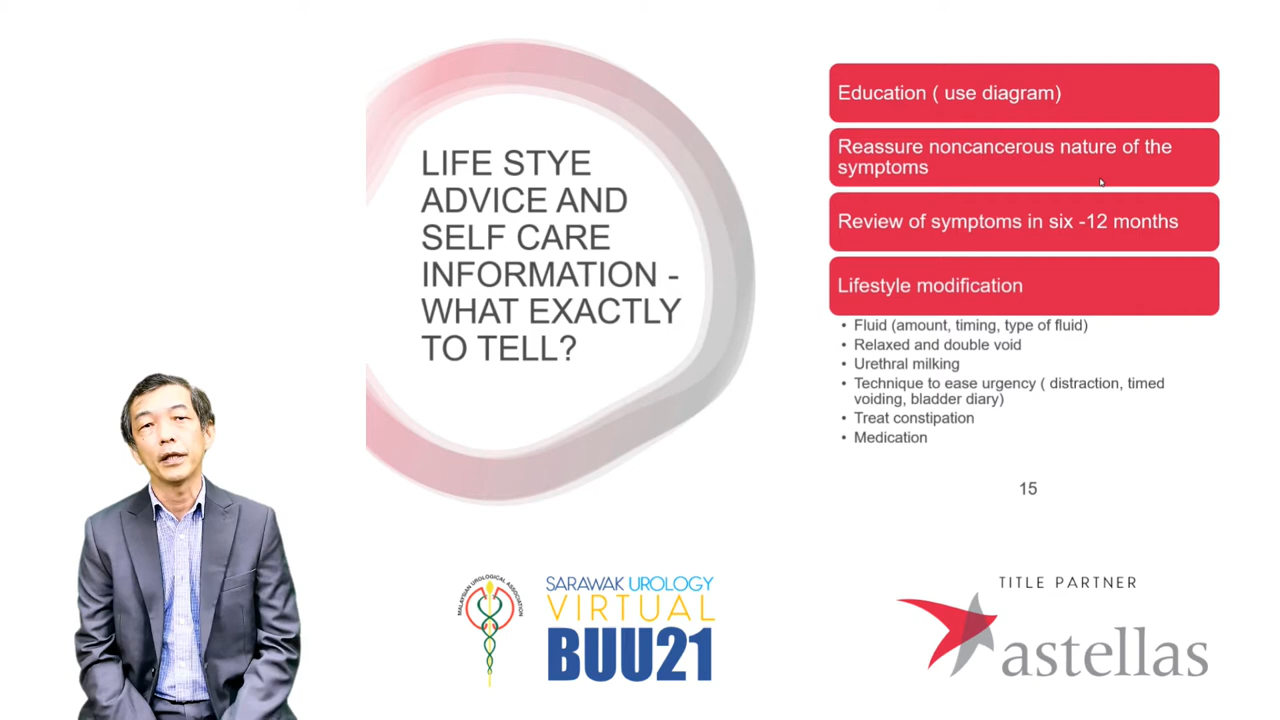 LIFE STYE
ADVICE AND
SELF CARE
INFORMATION -
WHAT EXACTLY
TO TELL?
Education ( use diagram)
Reassure noncancerous nature of the
symptoms
Review of symptoms in six -12 months
Lifestyle modification
• Fluid (amount, timing, type of fluid)
• Relaxed and double void
• Urethral milking
• Technique to ease urgency ( distraction, timed
voiding, bladder diary)
• Treat constipation
• Medication
15
MALAYSIAN UROLOGICAL ASSOCIATION
SARAWAK UROLOGY
VIRTUAL
BUU21
TITLE PARTNER
astellas